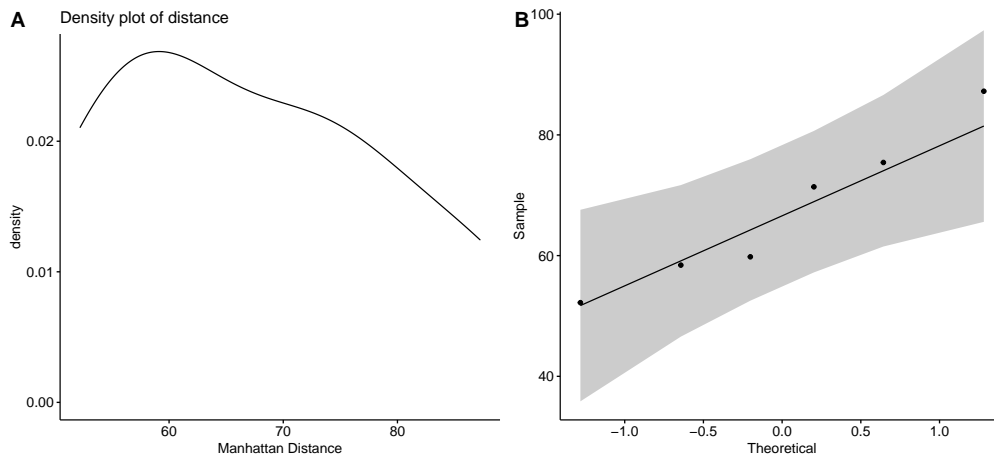 A
Density plot of distance
density
0.02
0.01
0.00
60 70 80
Manhattan Distance
B
Sample
100
80
60
40
−1.0 −0.5 0.0 0.5 1.0
Theoretical